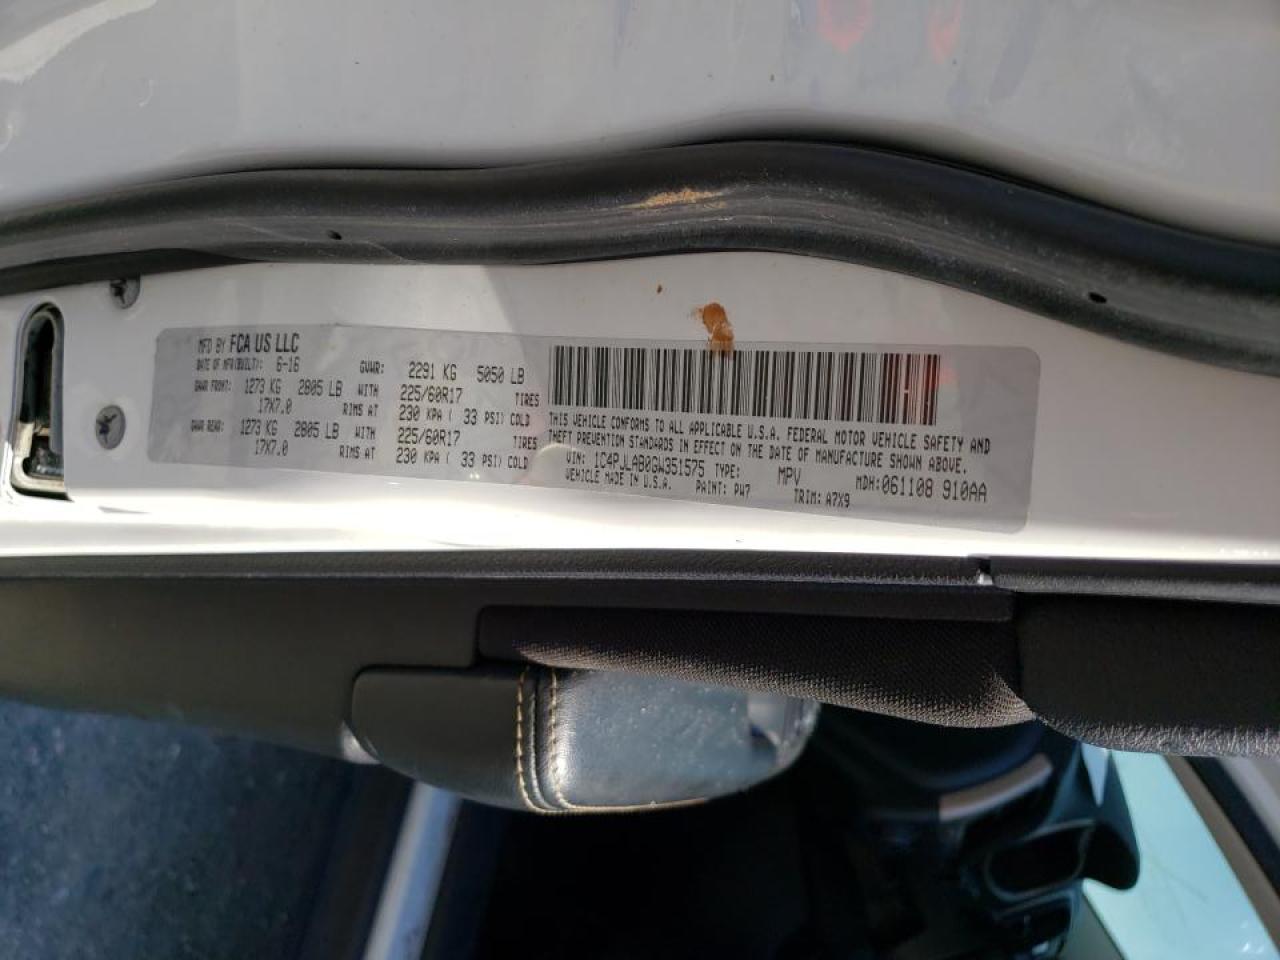 MFD BY FCA US LLC
DATE OF MFR(BUILT): 6-16 GVWR: 2291 KG 5050 LB
GAWR FRONT: 1273 KG 2805 LB WITH 225/60R17 TIRES
17X7.0 RIMS AT 230 KPA ( 33 PSI) COLD
GAWR REAR: 1273 KG 2805 LB WITH 225/60R17 TIRES
17X7.0 RIMS AT 230 KPA ( 33 PSI) COLD
THIS VEHICLE CONFORMS TO ALL APPLICABLE U.S.A. FEDERAL MOTOR VEHICLE SAFETY AND
THEFT PREVENTION STANDARDS IN EFFECT ON THE DATE OF MANUFACTURE SHOWN ABOVE.
VIN: 1C4PJLAB0GW351575 TYPE: MPV MDH:061108 910AA
VEHICLE MADE IN U.S.A. PAINT: PW7 TRIM: A7X9